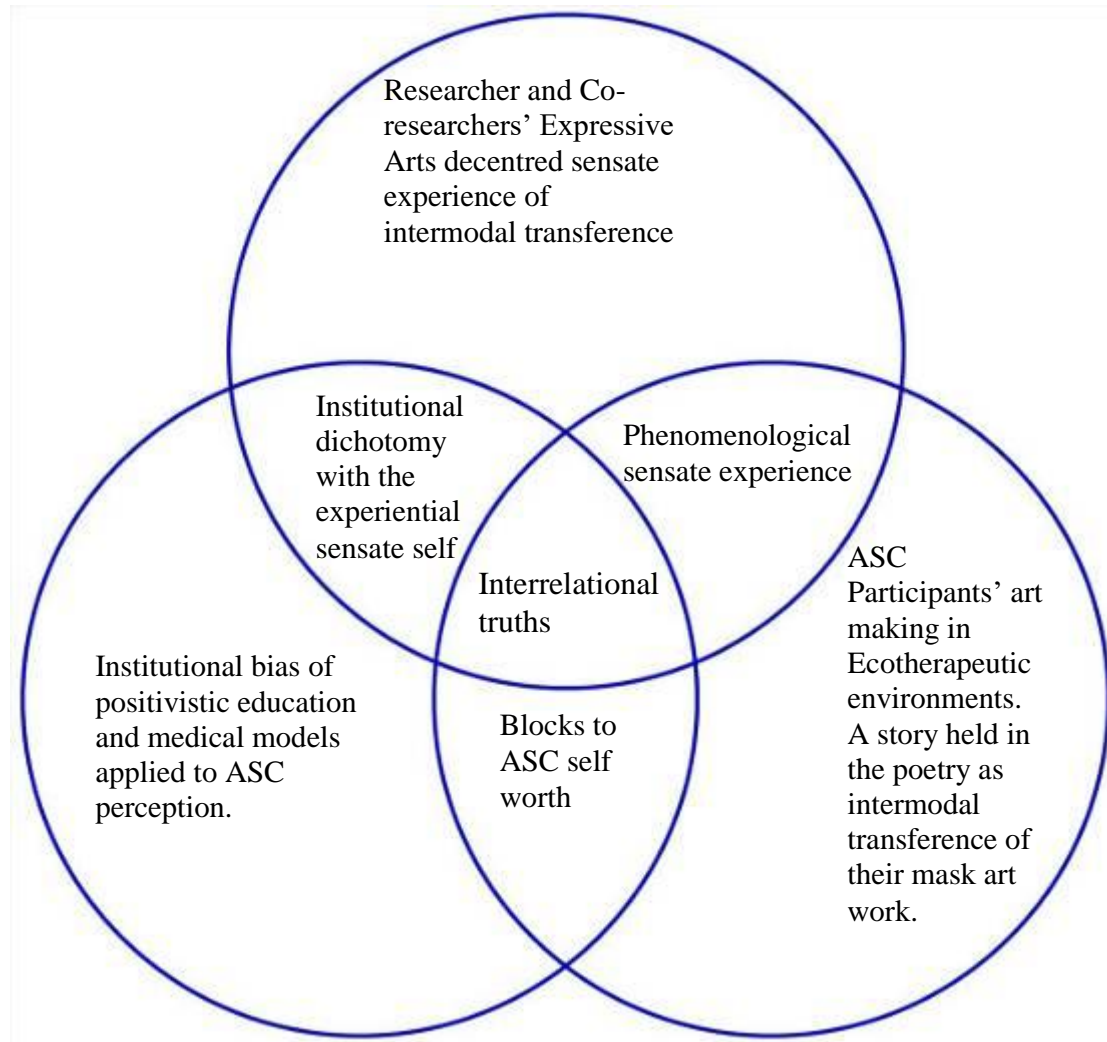 Researcher and Co-
researchers’ Expressive
Arts decentred sensate
experience of
intermodal transference
Institutional
dichotomy
with the
experiential
sensate self
Phenomenological
sensate experience
Interrelational
truths
Institutional bias of
positivistic education
and medical models
applied to ASC
perception.
Blocks to
ASC self
worth
ASC
Participants’ art
making in
Ecotherapeutic
environments.
A story held in
the poetry as
intermodal
transference of
their mask art
work.